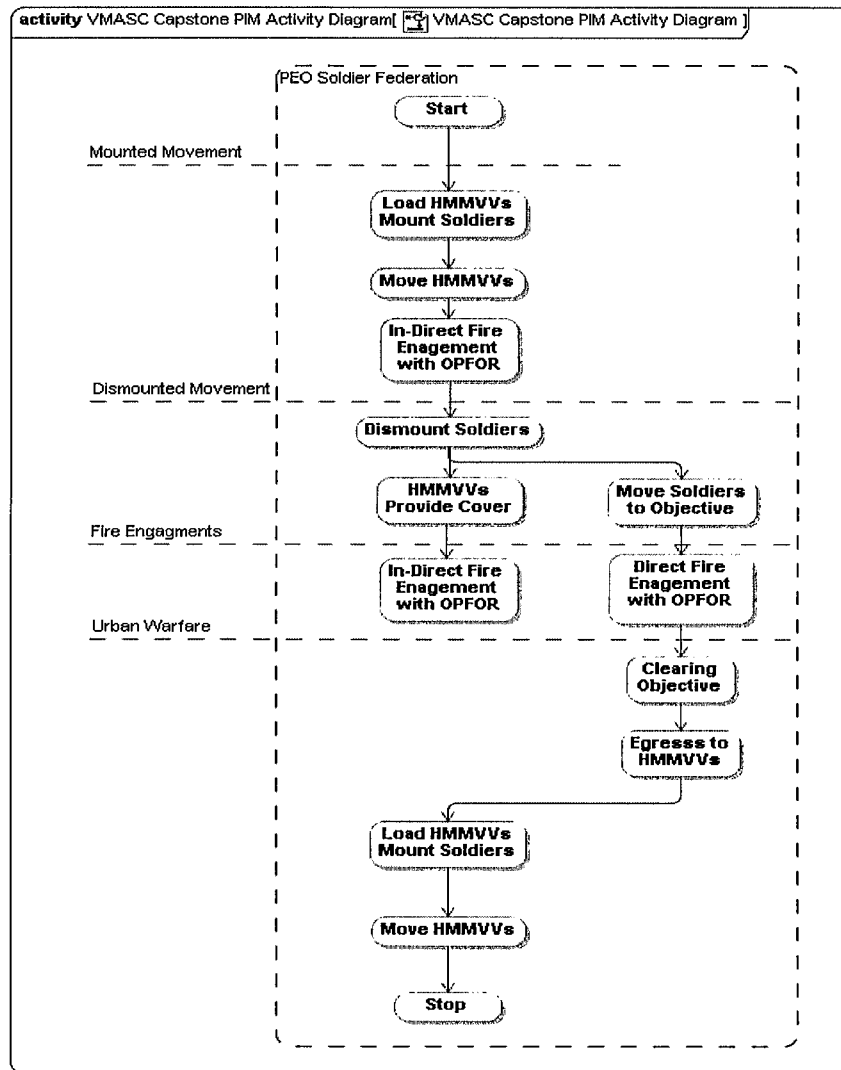 activity VMASC Capstone PIM Activity Diagram[ VMASC Capstone PIM Activity Diagram ]
PEO Soldier Federation
Start
Mounted Movement
Load HMMVVs
Mount Soldiers
Move HMMVVs
In-Direct Fire
Enagement
with OPFOR
Dismounted Movement
Dismount Soldiers
HMMVVs
Provide Cover
Move Soldiers
to Objective
Fire Engagments
In-Direct Fire
Enagement
with OPFOR
Direct Fire
Enagement
with OPFOR
Urban Warfare
Clearing
Objective
Egresss to
HMMVVs
Load HMMVVs
Mount Soldiers
Move HMMVVs
Stop